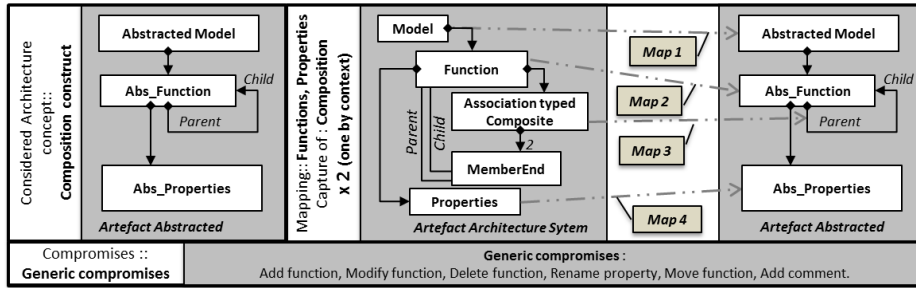 Considered Architecture
concept::
Composition construct
Abstracted Model
Abs_Function
Child
Parent
Abs_Properties
Artefact Abstracted
Mapping:: Functions, Properties
Capture of : Composition
x 2 (one by context)
Model
Function
Association typed
Composite
Parent
Child
2
MemberEnd
Properties
Artefact Architecture Sytem
Map 1
Map 2
Map 3
Map 4
Abstracted Model
Abs_Function
Child
Parent
Abs_Properties
Artefact Abstracted
Compromises ::
Generic compromises
Generic compromises :
Add function, Modify function, Delete function, Rename property, Move function, Add comment.